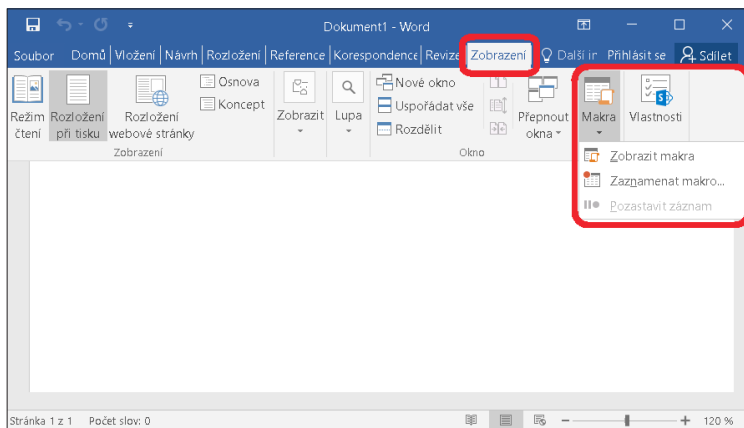 Dokument1 - Word
Soubor Domů Vložení Návrh Rozložení Reference Korespondence Revize Zobrazení Další ir Přihlásit se Sdílet
Režim čtení
Rozložení při tisku
Rozložení webové stránky
Osnova
Koncept
Zobrazení
Zobrazit
Lupa
Nové okno
Uspořádat vše
Rozdělit
Přepnout okna
Okno
Makra
Vlastnosti
Zobrazit makra
Zaznamenat makro...
Pozastavit záznam
Stránka 1 z 1 Počet slov: 0
120 %